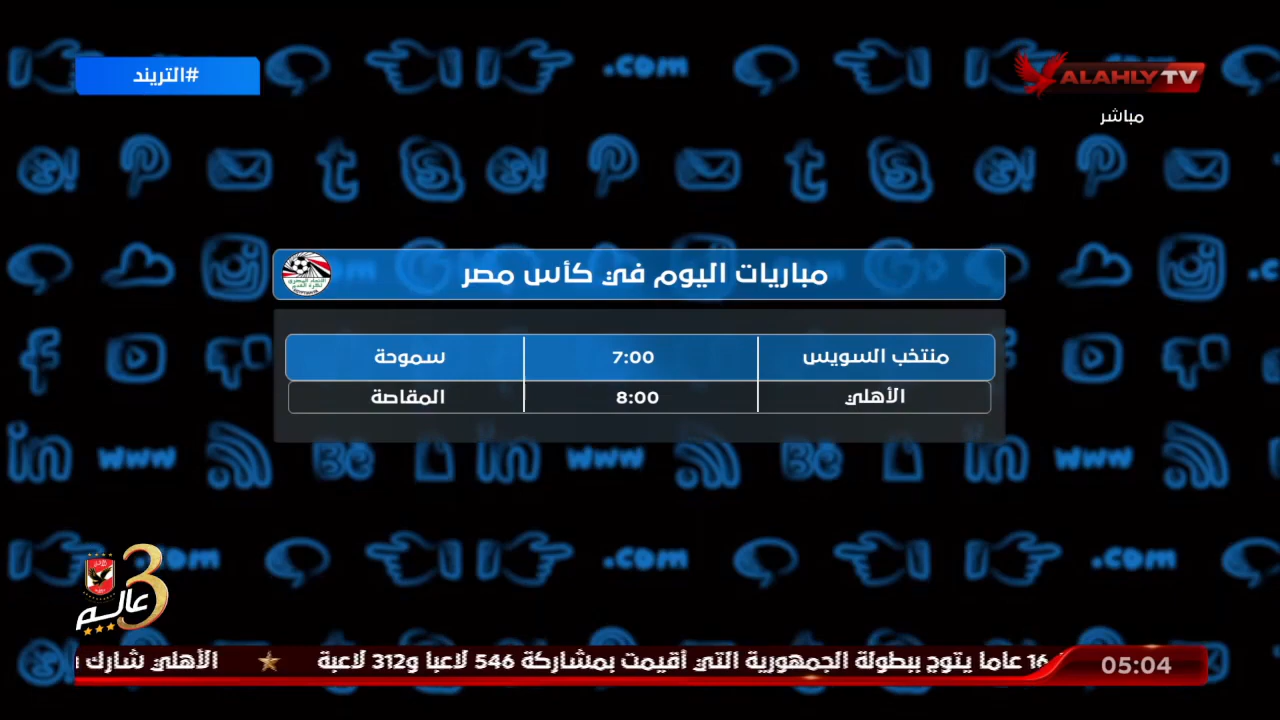 #التريند
ALAHLY TV
مباشر
مباريات اليوم في كأس مصر
منتخب السويس 7:00 سموحة
الأهلي 8:00 المقاصة
3 عالم
16 عاما يتوج ببطولة الجمهورية التي أقيمت بمشاركة 546 لاعبا و312 لاعبة ★ الأهلي شارك
05:04